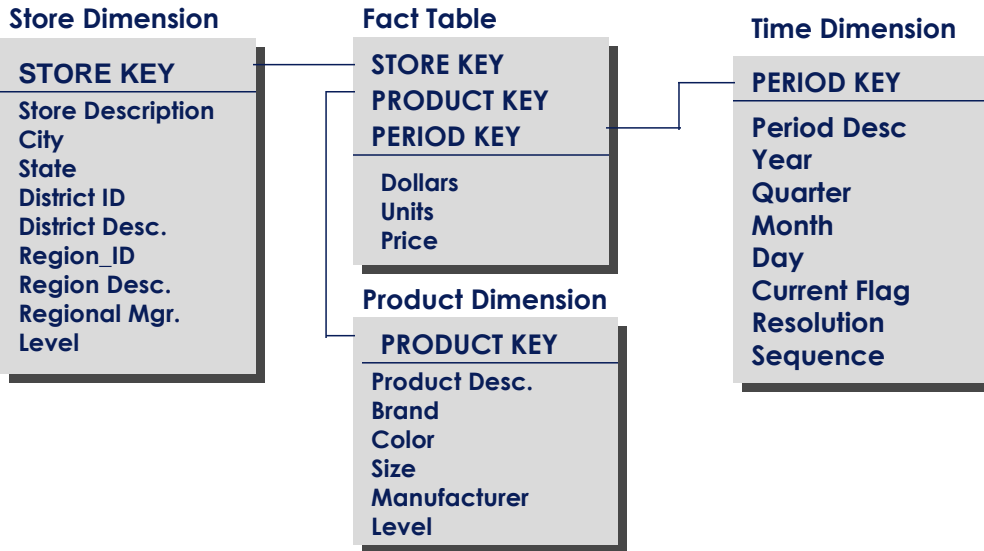 Store Dimension
STORE KEY
Store Description
City
State
District ID
District Desc.
Region_ID
Region Desc.
Regional Mgr.
Level
Fact Table
STORE KEY
PRODUCT KEY
PERIOD KEY
Dollars
Units
Price
Product Dimension
PRODUCT KEY
Product Desc.
Brand
Color
Size
Manufacturer
Level
Time Dimension
PERIOD KEY
Period Desc
Year
Quarter
Month
Day
Current Flag
Resolution
Sequence